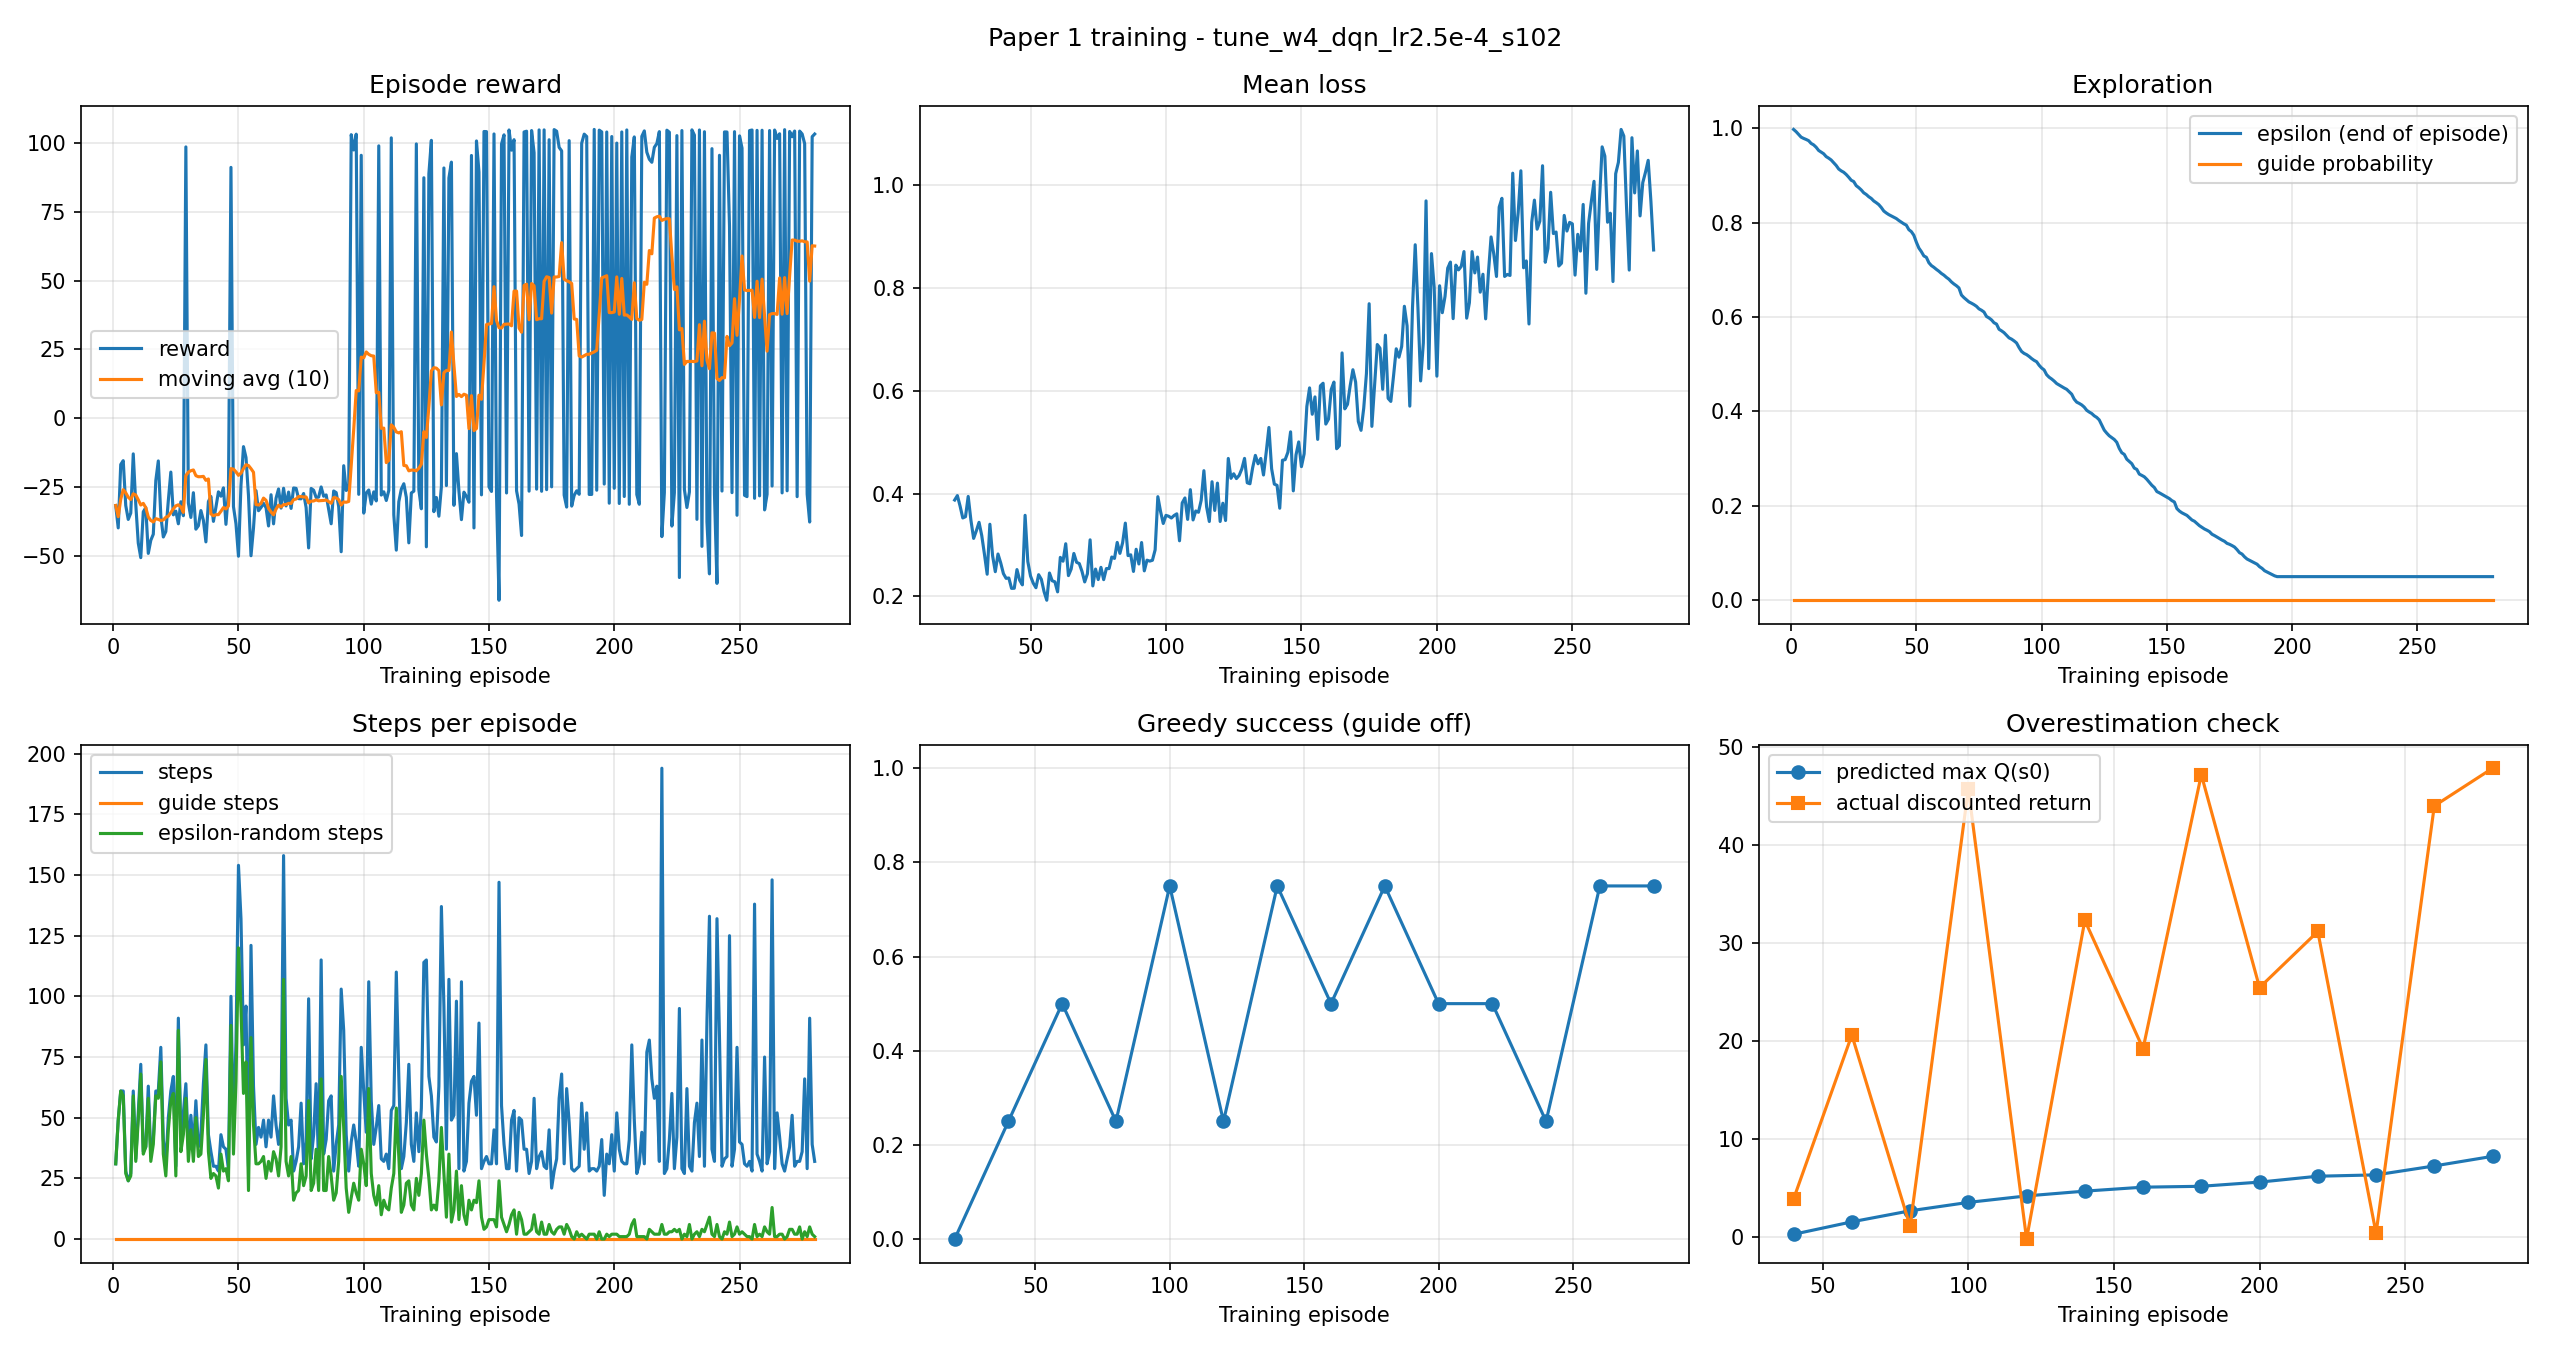 Paper 1 training - tune_w4_dqn_lr2.5e-4_s102
Episode reward
100
75
50
25
0
−25
−50
reward
moving avg (10)
0 50 100 150 200 250
Training episode
Mean loss
1.0
0.8
0.6
0.4
0.2
50 100 150 200 250
Training episode
Exploration
1.0
0.8
0.6
0.4
0.2
0.0
epsilon (end of episode)
guide probability
0 50 100 150 200 250
Training episode
Steps per episode
200
175
150
125
100
75
50
25
0
steps
guide steps
epsilon-random steps
0 50 100 150 200 250
Training episode
Greedy success (guide off)
1.0
0.8
0.6
0.4
0.2
0.0
50 100 150 200 250
Training episode
Overestimation check
50
40
30
20
10
0
predicted max Q(s0)
actual discounted return
50 100 150 200 250
Training episode